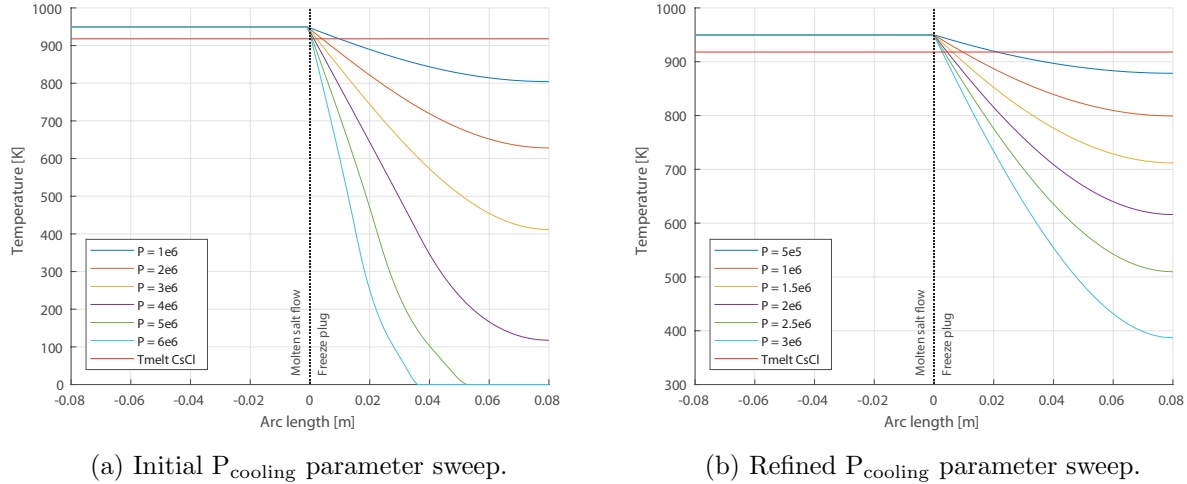 1000
900
800
700
600
500
400
300
200
100
0
Temperature [K]
-0.08
-0.06
-0.04
-0.02
0
0.02
0.04
0.06
0.08
Arc length [m]
P = 1e6
P = 2e6
P = 3e6
P = 4e6
P = 5e6
P = 6e6
Tmelt CsCl
Molten salt flow
Freeze plug
(a) Initial Pcooling parameter sweep.
1000
900
800
700
600
500
400
300
Temperature [K]
-0.08
-0.06
-0.04
-0.02
0
0.02
0.04
0.06
0.08
Arc length [m]
P = 5e5
P = 1e6
P = 1.5e6
P = 2e6
P = 2.5e6
P = 3e6
Tmelt CsCl
Molten salt flow
Freeze plug
(b) Refined Pcooling parameter sweep.